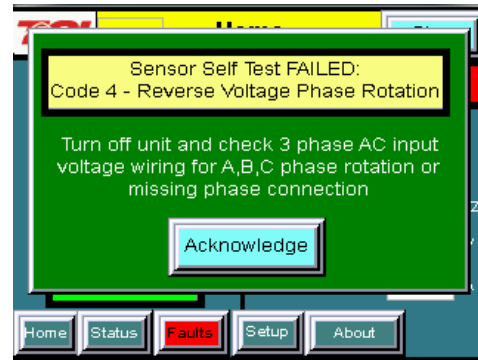 Sensor Self Test FAILED:
Code 4 - Reverse Voltage Phase Rotation
Turn off unit and check 3 phase AC input
voltage wiring for A,B,C phase rotation or
missing phase connection
Acknowledge
Home Status Faults Setup About